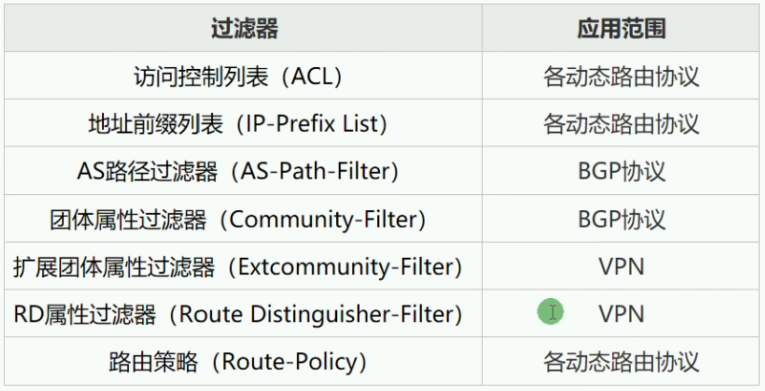 过滤器 应用范围
访问控制列表（ACL） 各动态路由协议
地址前缀列表（IP-Prefix List） 各动态路由协议
AS路径过滤器（AS-Path-Filter） BGP协议
团体属性过滤器（Community-Filter） BGP协议
扩展团体属性过滤器（Extcommunity-Filter） VPN
RD属性过滤器（Route Distinguisher-Filter） VPN
路由策略（Route-Policy） 各动态路由协议